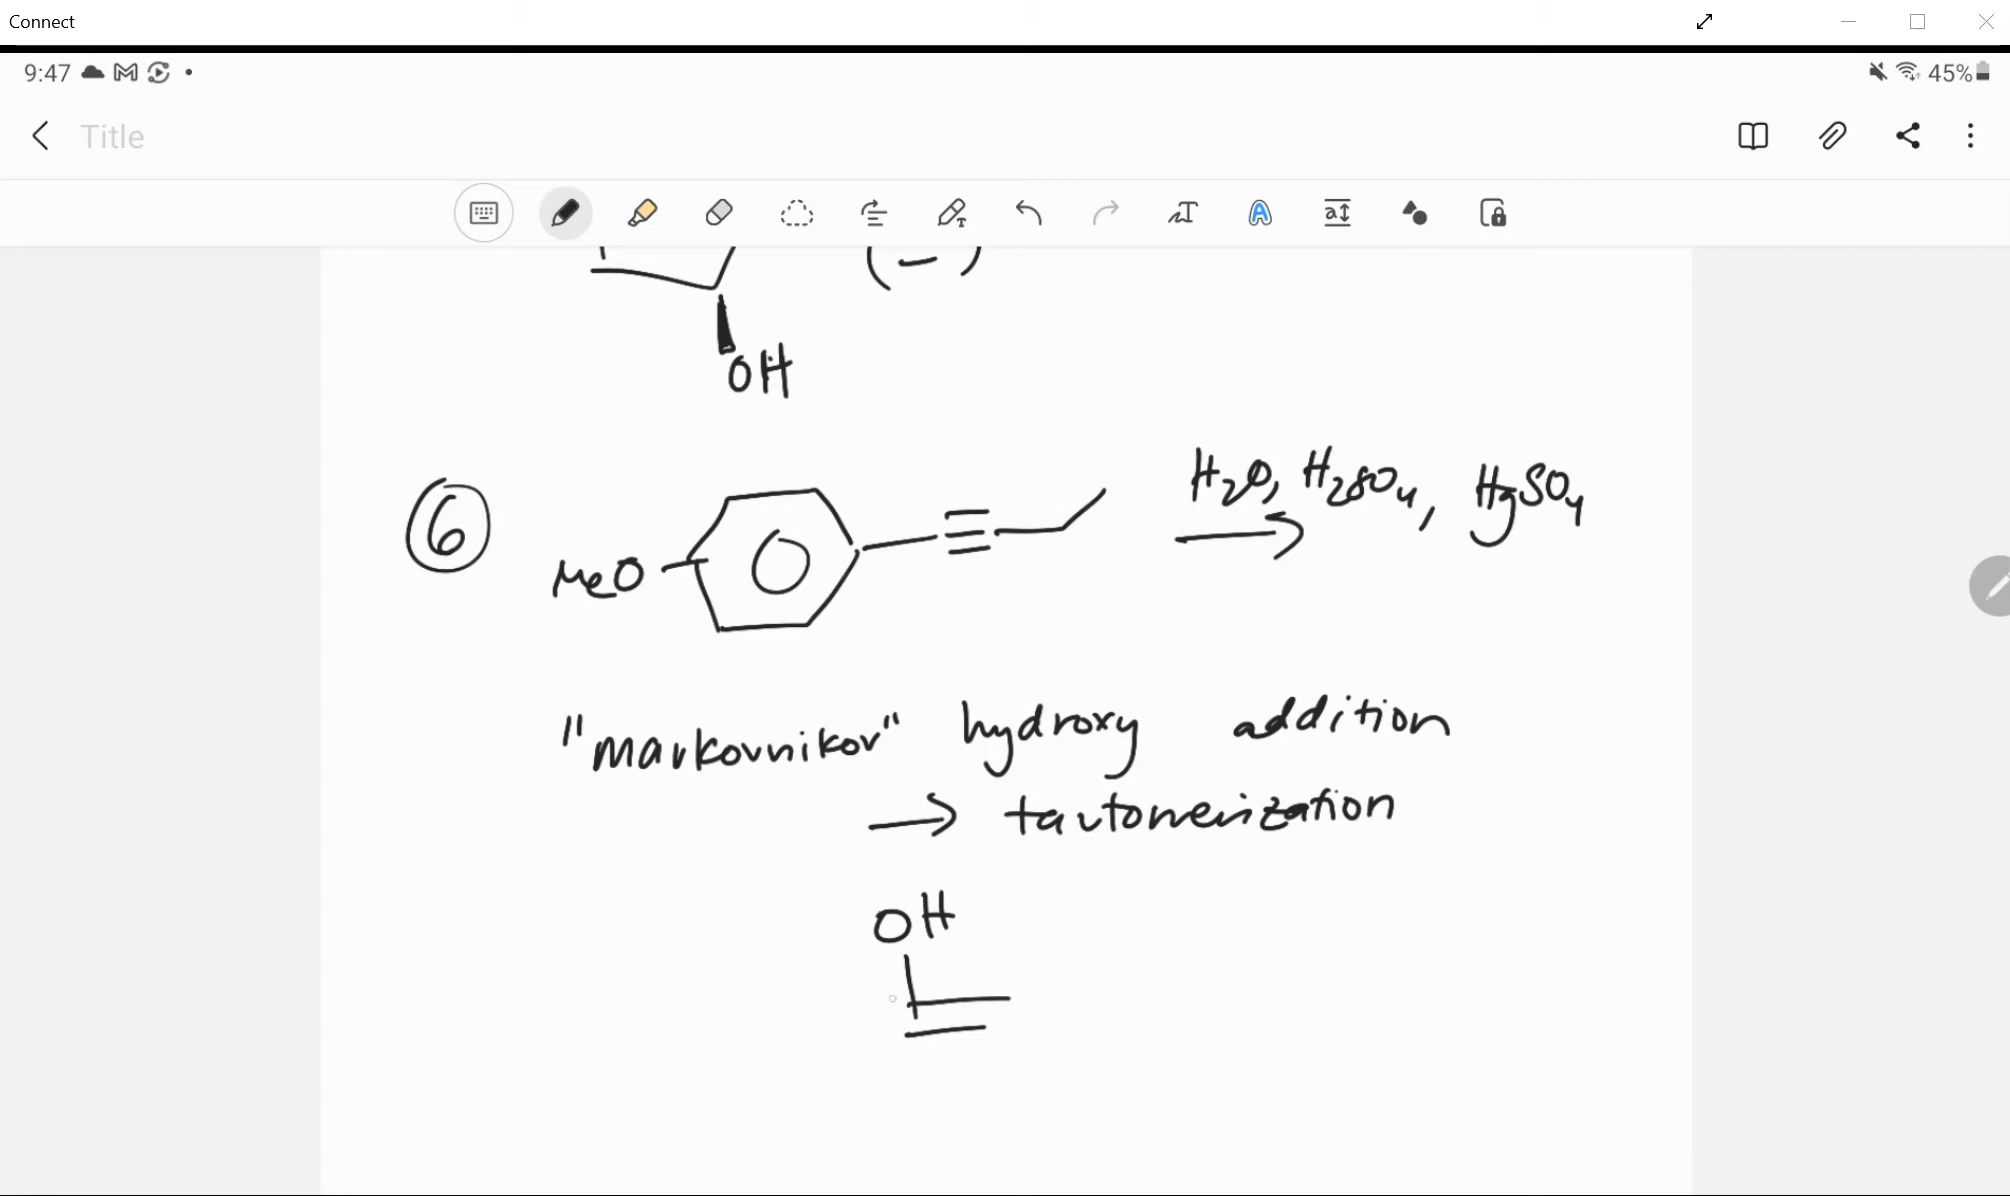 Connect
9:47 45%
Title
(-)
OH
6 MeO H2O, H2SO4, HgSO4
"markovnikov" hydroxy addition
→ tautomerization
OH